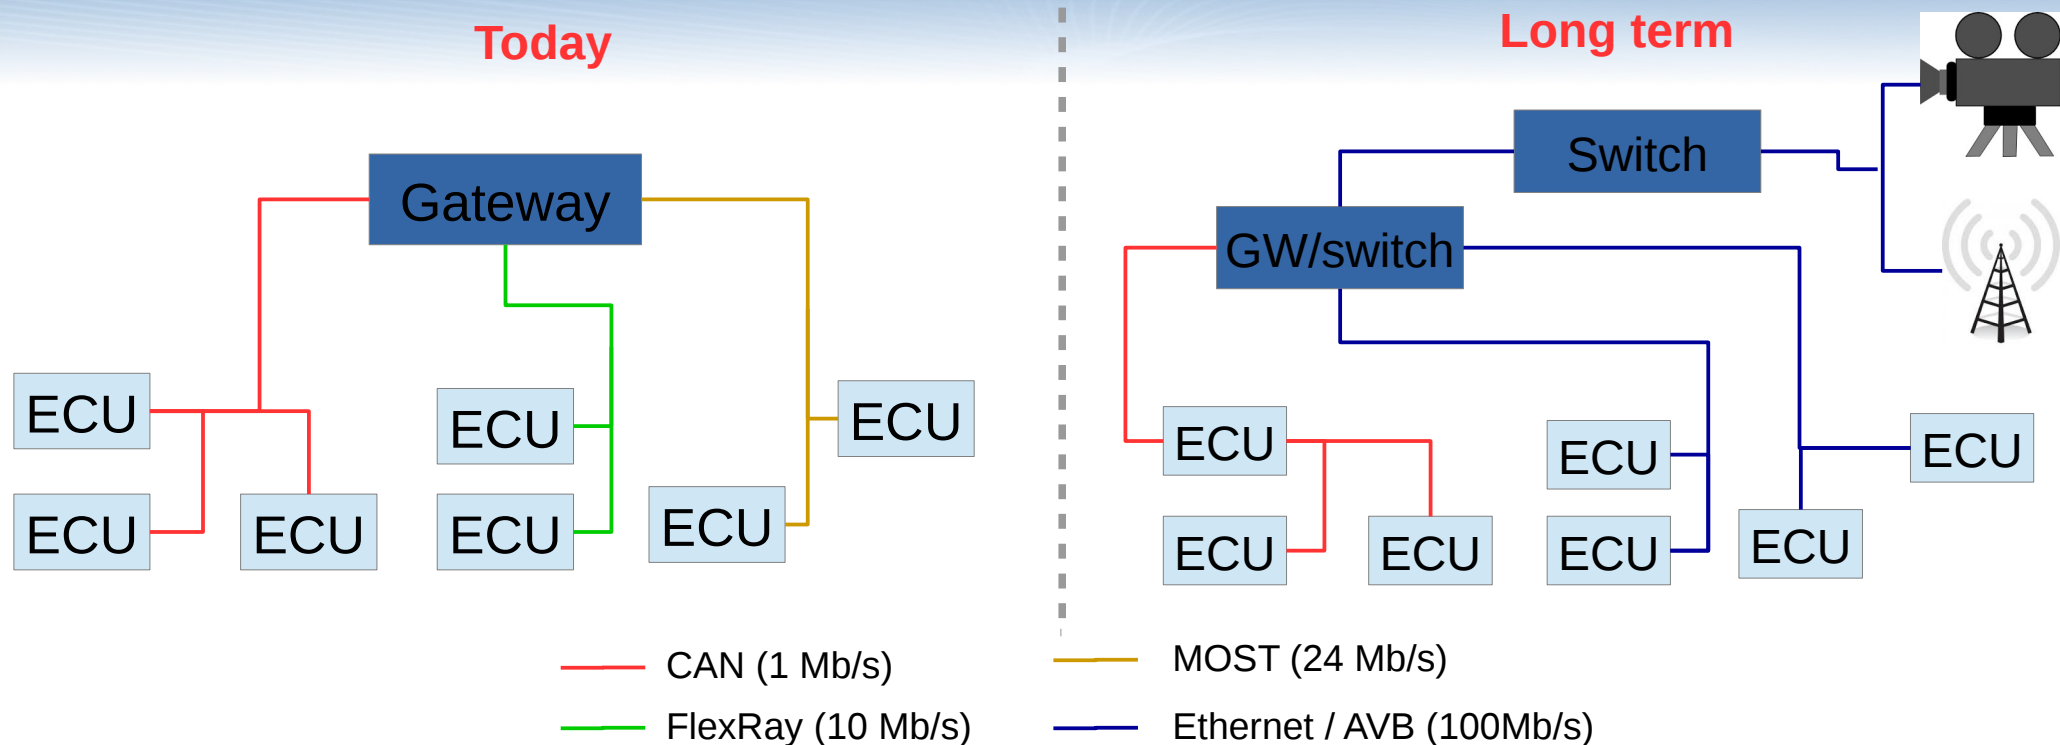 Today
Long term
Gateway
Switch
GW/switch
ECU
ECU
ECU
ECU
ECU
ECU
ECU
ECU
ECU
ECU
ECU
ECU
ECU
ECU
CAN (1 Mb/s)
MOST (24 Mb/s)
FlexRay (10 Mb/s)
Ethernet / AVB (100Mb/s)